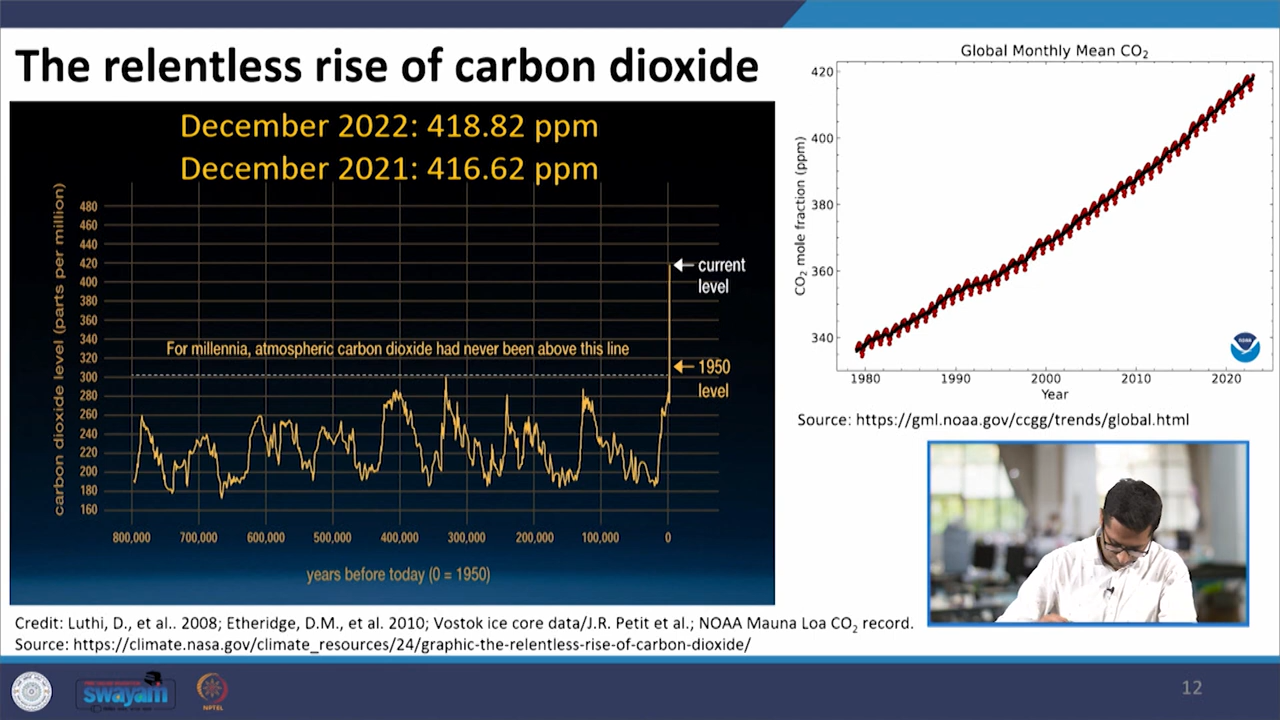 The relentless rise of carbon dioxide
December 2022: 418.82 ppm
December 2021: 416.62 ppm
carbon dioxide level (parts per million)
480
460
440
420
400
380
360
340
320
300
280
260
240
220
200
180
160
current
level
For millennia, atmospheric carbon dioxide had never been above this line
1950
level
800,000 700,000 600,000 500,000 400,000 300,000 200,000 100,000 0
years before today (0 = 1950)
Global Monthly Mean CO₂
CO₂ mole fraction (ppm)
420
400
380
360
340
1980 1990 2000 2010 2020
Year
noaa
Source: https://gml.noaa.gov/ccgg/trends/global.html
Credit: Luthi, D., et al.. 2008; Etheridge, D.M., et al. 2010; Vostok ice core data/J.R. Petit et al.; NOAA Mauna Loa CO₂ record.
Source: https://climate.nasa.gov/climate_resources/24/graphic-the-relentless-rise-of-carbon-dioxide/
swayam
NPTEL
12